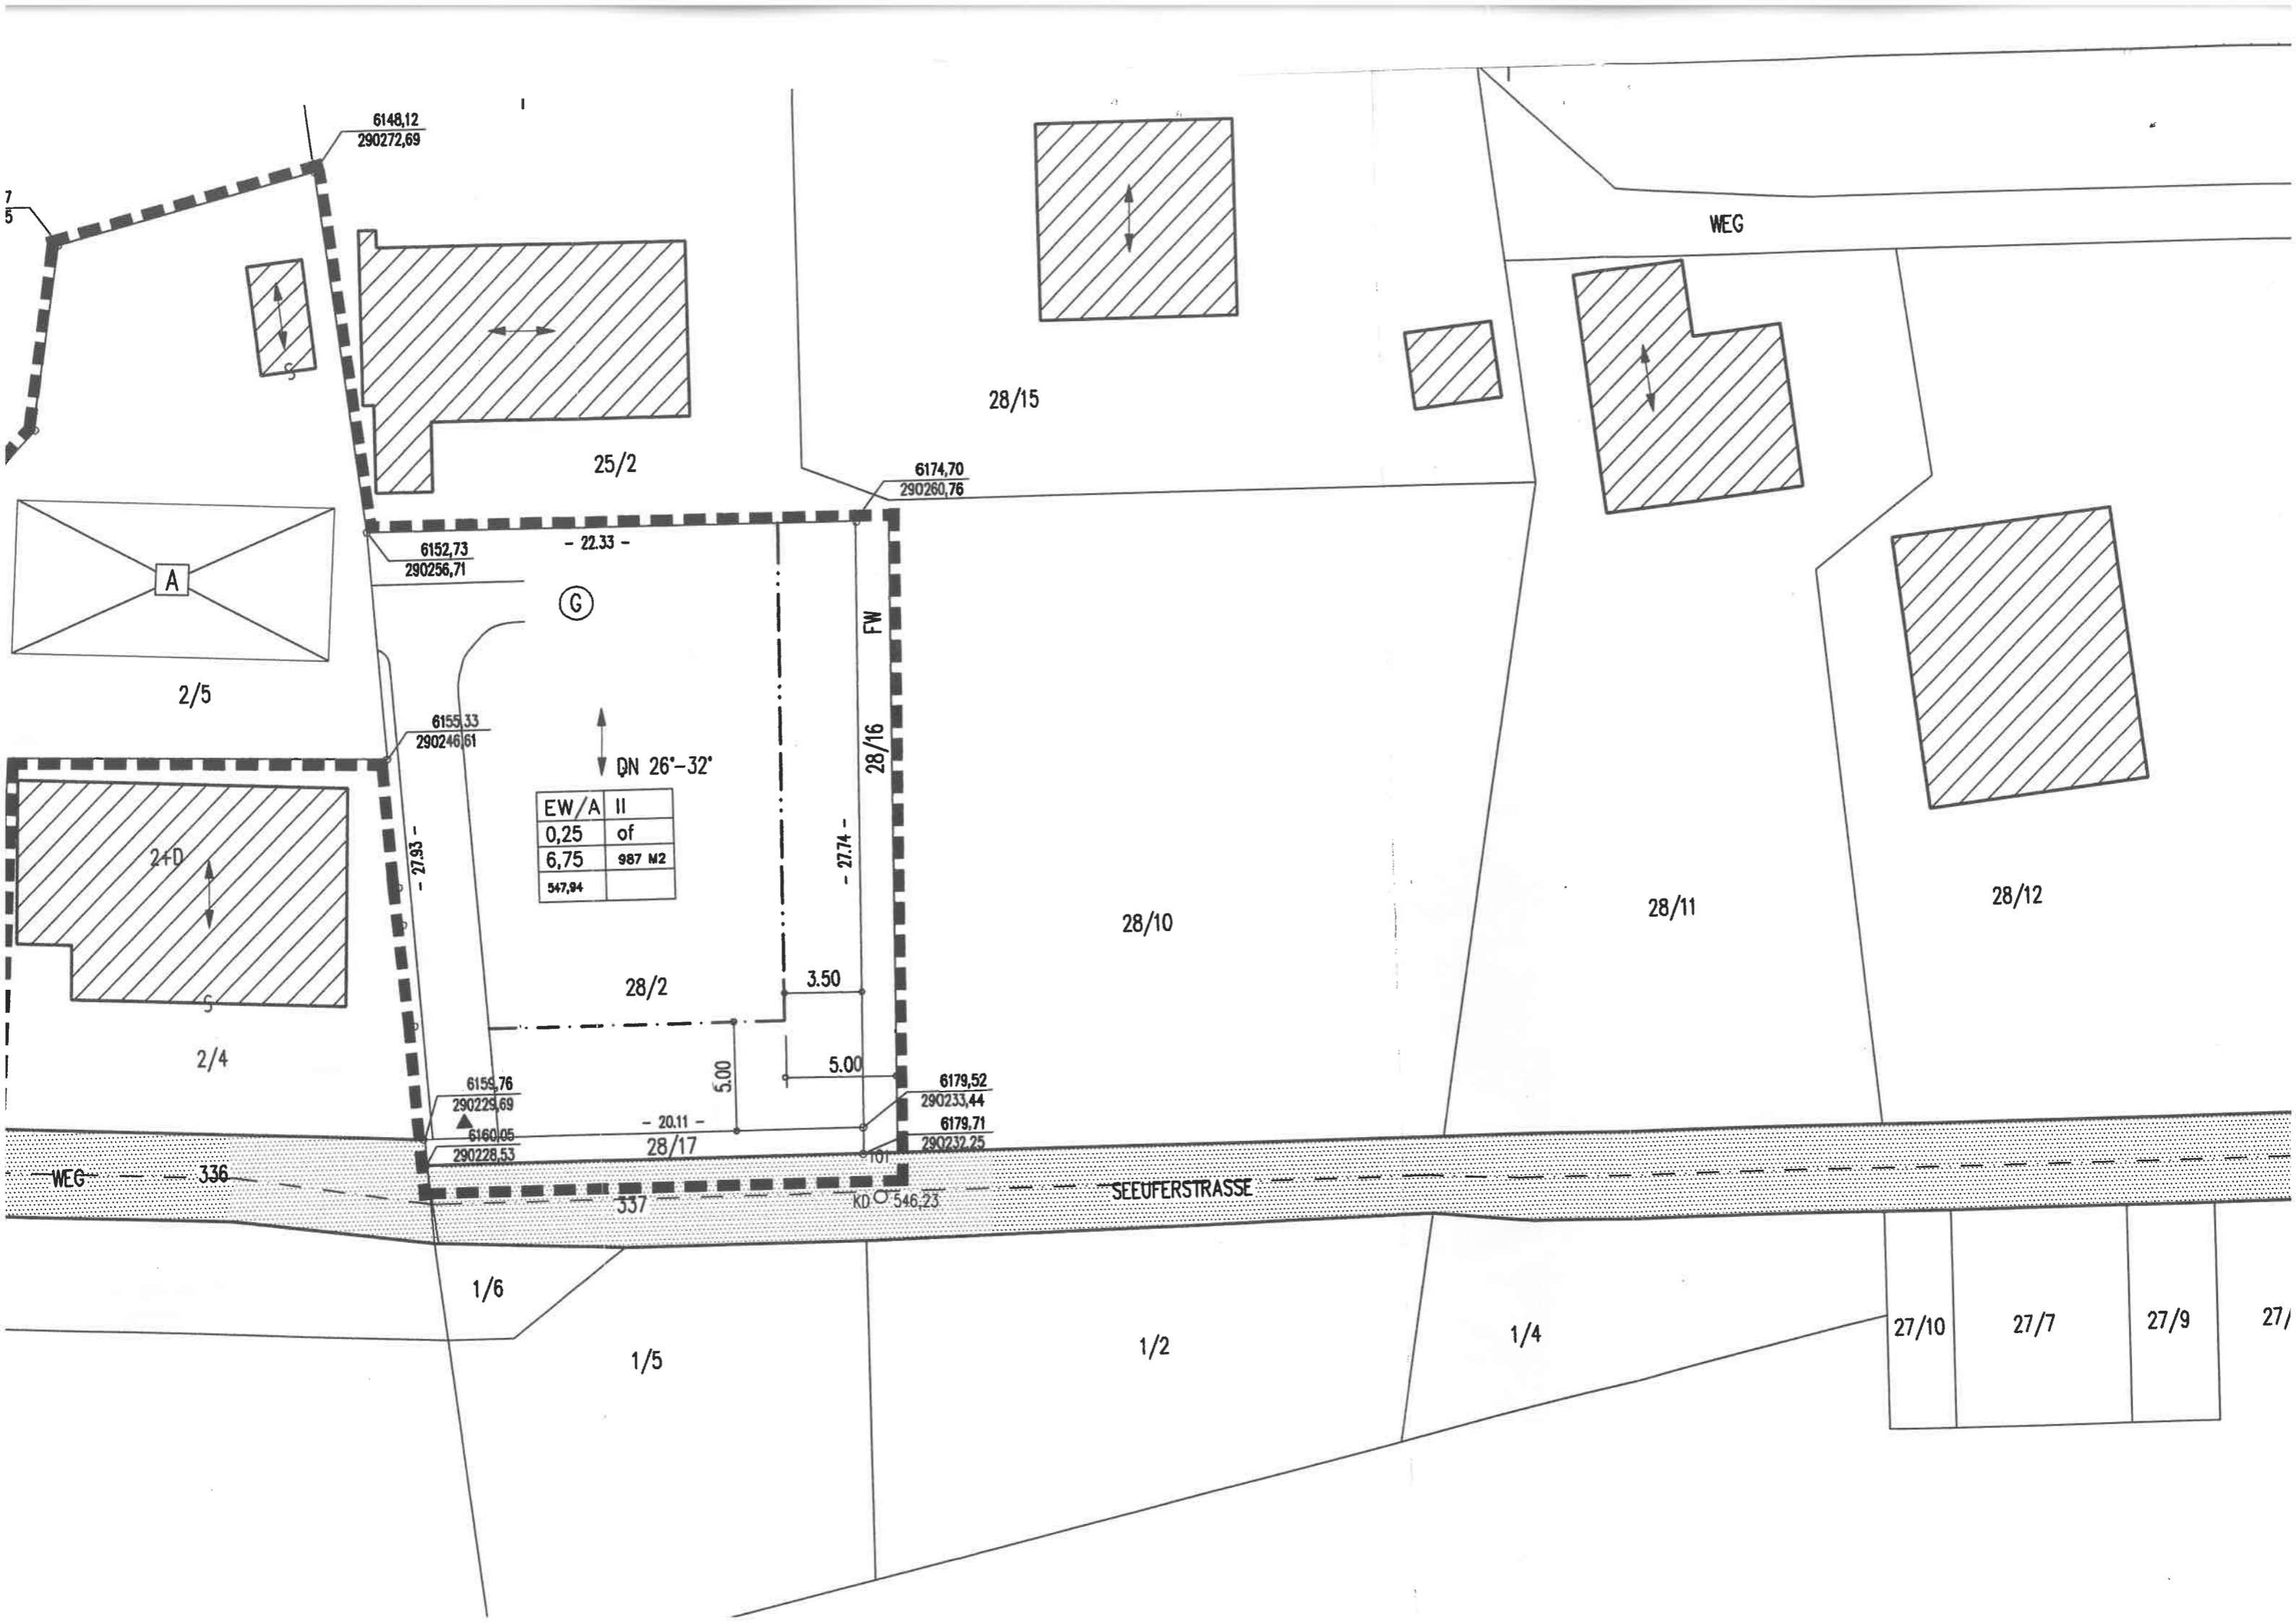 6148,12
290272,69
7
5
WEG
28/15
25/2
6174,70
290260,76
- 22.33 -
6152,73
290256,71
A
G
FW
2/5
6155,33
290246,61
28/16
DN 26°-32°
EW/A II
0,25 of
6,75 987 M2
547,94
- 27.93 -
- 27.74 -
2+D
S
28/10
28/11
28/12
28/2
3.50
S
2/4
5.00
5.00
6159,76
290229,69
6179,52
290233,44
- 20.11 -
6179,71
290232,25
6160,05
290228,53
28/17
101
WEG
336
337
KD 546,23
SEEUFERSTRASSE
1/6
1/5
1/2
1/4
27/10
27/7
27/9
27/